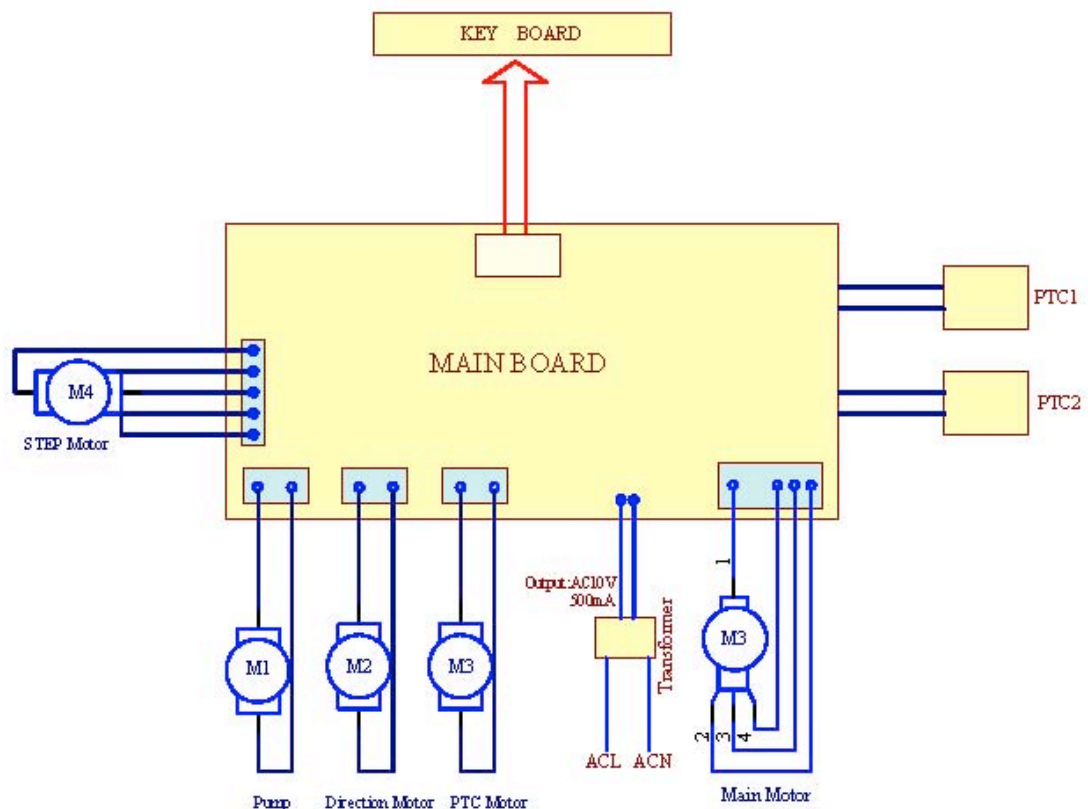 KEY BOARD
MAIN BOARD
PTC1
PTC2
M4
STEP Motor
Output:AC10V
500mA
Transformer
1
M1
M2
M3
M3
2
3
4
ACL
ACN
Pump
Direction Motor
PTC Motor
Main Motor